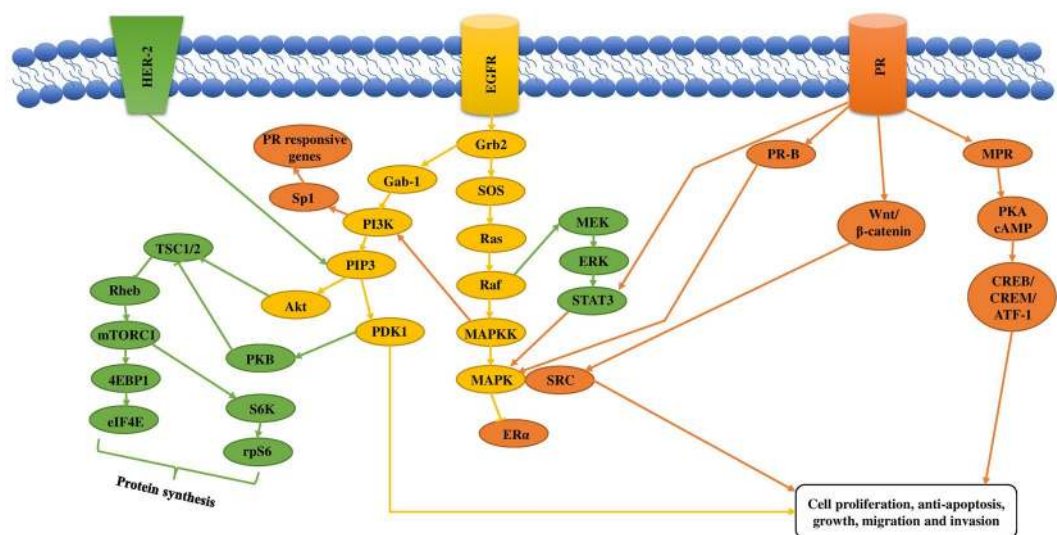 HER-2
EGFR
PR
PR responsive
genes
Grb2
PR-B
MPR
Gab-1
Sp1
SOS
PI3K
MEK
Wnt/
β-catenin
PKA
cAMP
TSC1/2
Ras
PIP3
ERK
Rheb
Akt
Raf
STAT3
CREB/
CREM/
ATF-1
mTORC1
PDK1
MAPKK
PKB
4EBP1
MAPK
SRC
eIF4E
S6K
ERα
rpS6
Protein synthesis
Cell proliferation, anti-apoptosis,
growth, migration and invasion